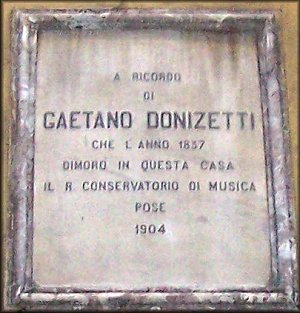 A RICORDO
DI
GAETANO DONIZETTI
CHE L'ANNO 1837
DIMORÒ IN QUESTA CASA
IL R. CONSERVATORIO DI MUSICA
POSE
1904